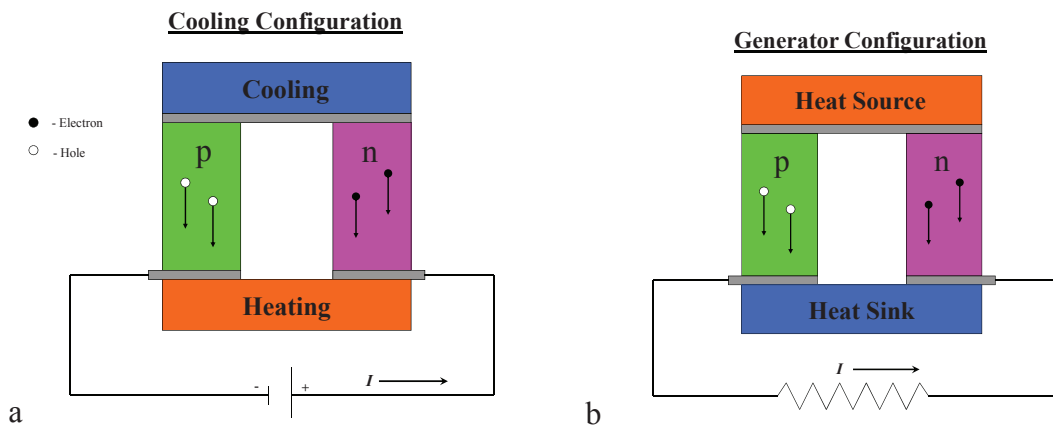 Cooling Configuration
Cooling
- Electron
- Hole
p
n
Heating
-
+
I
a
Generator Configuration
Heat Source
p
n
Heat Sink
I
b